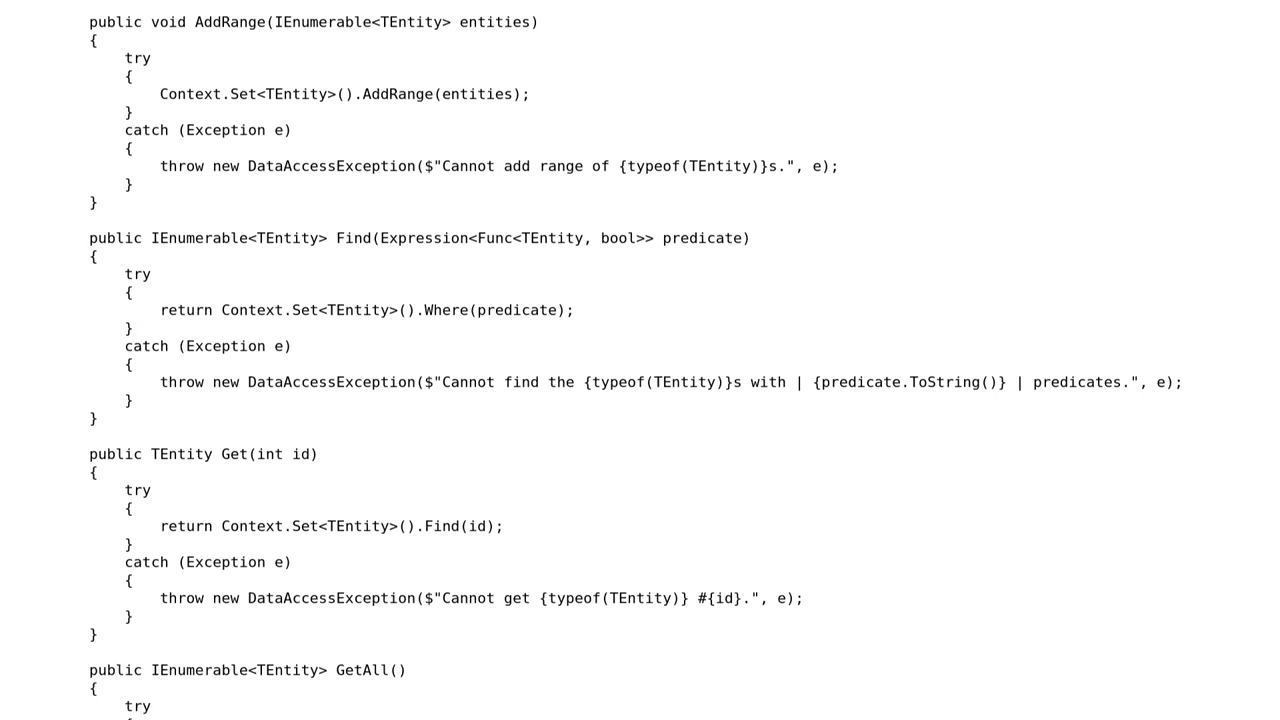 public void AddRange(IEnumerable<TEntity> entities)
{
    try
    {
        Context.Set<TEntity>().AddRange(entities);
    }
    catch (Exception e)
    {
        throw new DataAccessException($"Cannot add range of {typeof(TEntity)}s.", e);
    }
}

public IEnumerable<TEntity> Find(Expression<Func<TEntity, bool>> predicate)
{
    try
    {
        return Context.Set<TEntity>().Where(predicate);
    }
    catch (Exception e)
    {
        throw new DataAccessException($"Cannot find the {typeof(TEntity)}s with | {predicate.ToString()} | predicates.", e);
    }
}

public TEntity Get(int id)
{
    try
    {
        return Context.Set<TEntity>().Find(id);
    }
    catch (Exception e)
    {
        throw new DataAccessException($"Cannot get {typeof(TEntity)} #{id}.", e);
    }
}

public IEnumerable<TEntity> GetAll()
{
    try
    {